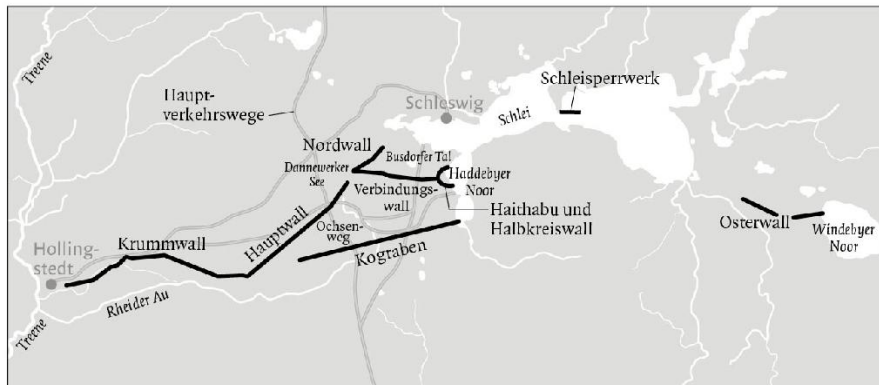 Treene
Haupt-
verkehrswege
Schleswig
Schlei
Schleisperrwerk
Nordwall
Busdorfer Tal
Dannewerker
See
Haddebyer
Noor
Verbindungs-
wall
Haithabu und
Halbkreiswall
Hauptwall
Ochsen-
weg
Kograben
Krummwall
Holling-
stedt
Rheider Au
Treene
Osterwall
Windebyer
Noor